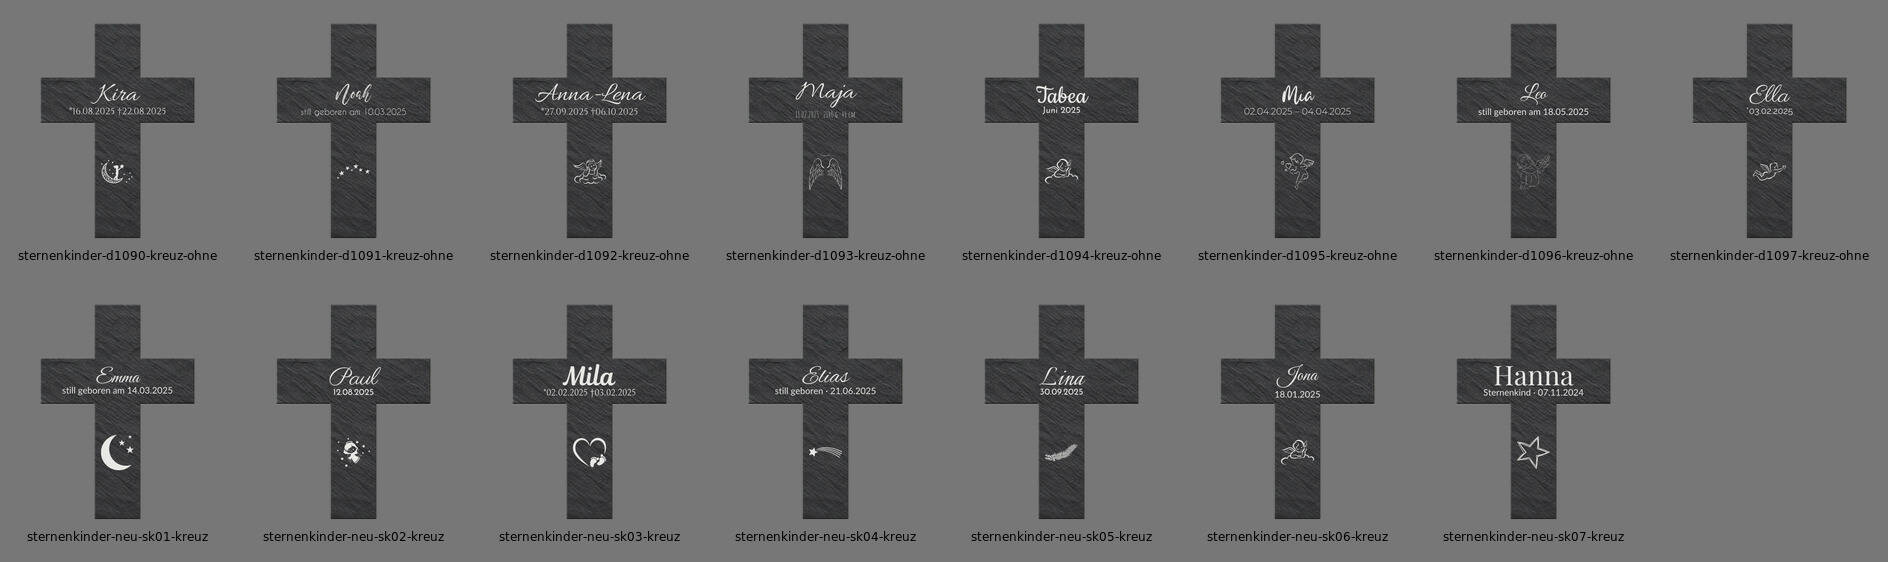 Kira
*16.08.2025 †22.08.2025
Noah
still geboren am 10.03.2025
Anna-Lena
*27.09.2025 †06.10.2025
Maja
Tabea
Juni 2025
Mia
02.04.2025 – 04.04.2025
Leo
still geboren am 18.05.2025
Ella
*03.02.2025
sternenkinder-d1090-kreuz-ohne
sternenkinder-d1091-kreuz-ohne
sternenkinder-d1092-kreuz-ohne
sternenkinder-d1093-kreuz-ohne
sternenkinder-d1094-kreuz-ohne
sternenkinder-d1095-kreuz-ohne
sternenkinder-d1096-kreuz-ohne
sternenkinder-d1097-kreuz-ohne
Emma
still geboren am 14.03.2025
Paul
12.08.2025
Mila
*02.02.2025 †03.02.2025
Elias
still geboren · 21.06.2025
Lina
30.09.2025
Jona
18.01.2025
Hanna
Sternenkind · 07.11.2024
sternenkinder-neu-sk01-kreuz
sternenkinder-neu-sk02-kreuz
sternenkinder-neu-sk03-kreuz
sternenkinder-neu-sk04-kreuz
sternenkinder-neu-sk05-kreuz
sternenkinder-neu-sk06-kreuz
sternenkinder-neu-sk07-kreuz